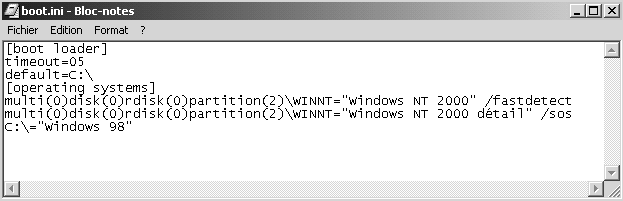 boot.ini - Bloc-notes
Fichier Edition Format ?
[boot loader]
timeout=05
default=C:\
[operating systems]
multi(0)disk(0)rdisk(0)partition(2)\WINNT="Windows NT 2000" /fastdetect
multi(0)disk(0)rdisk(0)partition(2)\WINNT="Windows NT 2000 détail" /sos
C:\="Windows 98"